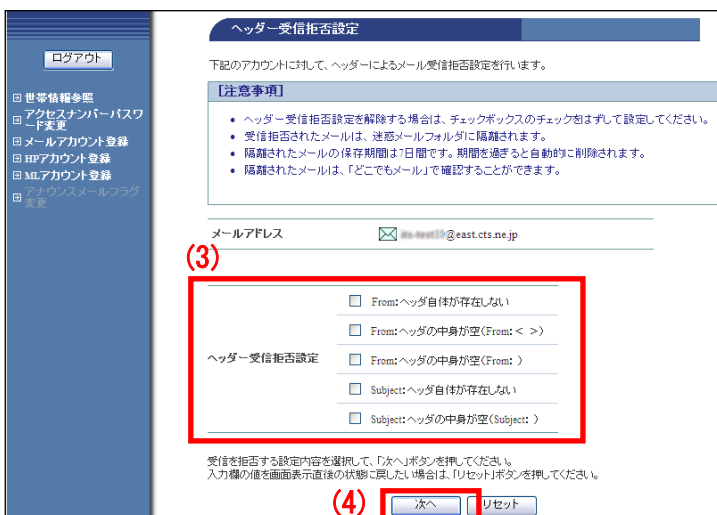 ヘッダー受信拒否設定
ログアウト
下記のアカウントに対して、ヘッダーによるメール受信拒否設定を行います。
世帯情報参照
アクセスナンバーパスワ
ード変更
メールアカウント登録
HPアカウント登録
MLアカウント登録
アナウンスメールフラグ
変更
[注意事項]
ヘッダー受信拒否設定を解除する場合は、チェックボックスのチェックをはずして設定してください。
受信拒否されたメールは、迷惑メールフォルダに隔離されます。
隔離されたメールの保存期間は7日間です。期間を過ぎると自動的に削除されます。
隔離されたメールは、「どこでもメール」で確認することができます。
メールアドレス @east.cts.ne.jp
(3)
From:ヘッダ自体が存在しない
From:ヘッダの中身が空(From: < >)
ヘッダー受信拒否設定 From:ヘッダの中身が空(From: )
Subject:ヘッダ自体が存在しない
Subject:ヘッダの中身が空(Subject: )
受信を拒否する設定内容を選択して、「次へ」ボタンを押してください。
入力欄の値を画面表示直後の状態に戻したい場合は、「リセット」ボタンを押してください。
(4) 次へ リセット